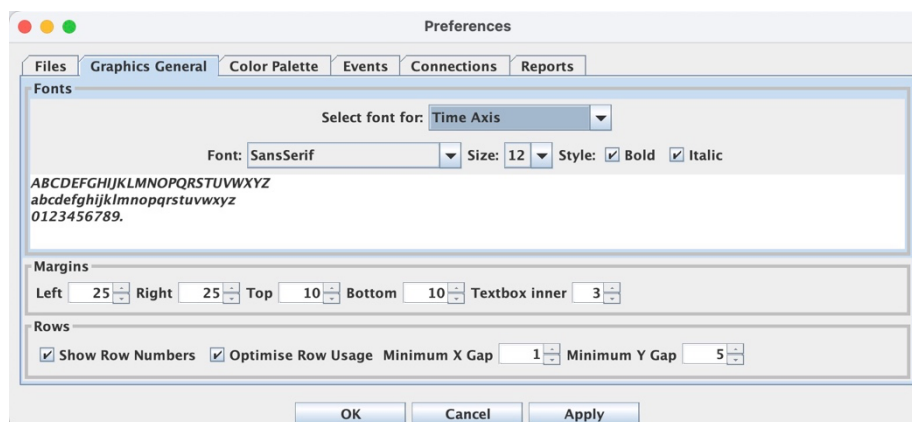 Preferences
Files Graphics General Color Palette Events Connections Reports
Fonts
Select font for: Time Axis
Font: SansSerif Size: 12 Style: Bold Italic
ABCDEFGHIJKLMNOPQRSTUVWXYZ
abcdefghijklmnopqrstuvwxyz
0123456789.
Margins
Left 25 Right 25 Top 10 Bottom 10 Textbox inner 3
Rows
Show Row Numbers Optimise Row Usage Minimum X Gap 1 Minimum Y Gap 5
OK Cancel Apply